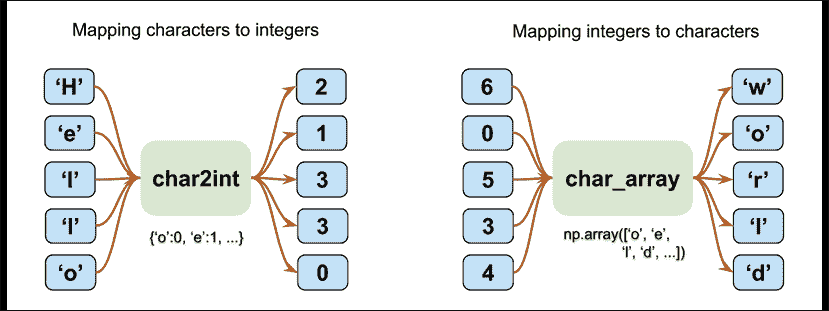 Mapping characters to integers
‘H’
‘e’
‘l’
‘l’
‘o’
char2int
{‘o’:0, ‘e’:1, ...}
2
1
3
3
0
Mapping integers to characters
6
0
5
3
4
char_array
np.array([‘o’, ‘e’,
‘l’, ‘d’, ...])
‘w’
‘o’
‘r’
‘l’
‘d’